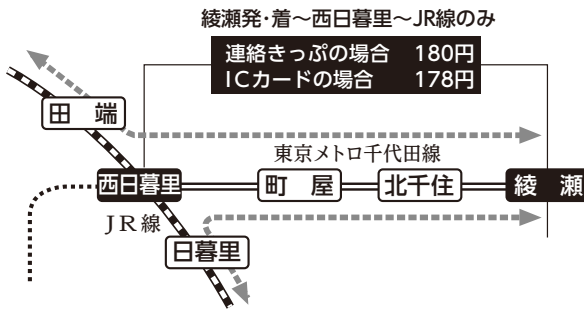 綾瀬発・着～西日暮里～JR線のみ
連絡きっぷの場合 180円
ICカードの場合 178円
田 端
東京メトロ千代田線
西日暮里
町 屋
北千住
綾 瀬
JR線
日暮里